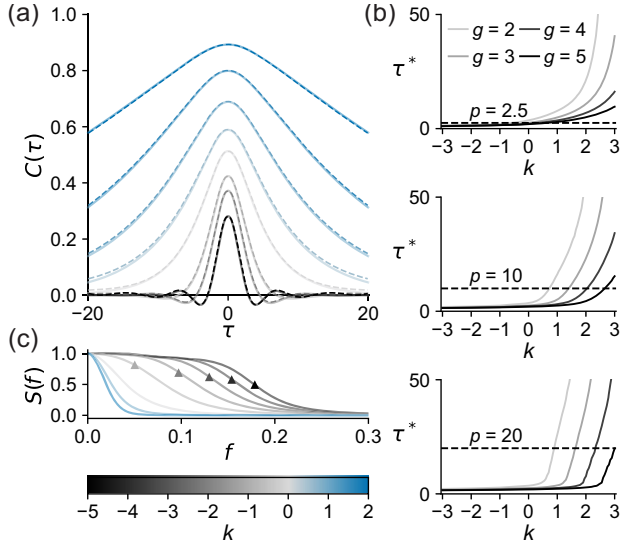 (a)
1.0
0.8
0.6
0.4
0.2
0.0
C(τ)
−20 0 20
τ
(b)
g = 2 g = 4
g = 3 g = 5
50
τ*
p = 2.5
0
−3 −2 −1 0 1 2 3
k
50
τ*
p = 10
0
−3 −2 −1 0 1 2 3
k
50
τ*
p = 20
0
−3 −2 −1 0 1 2 3
k
(c)
1.0
0.5
0.0
S(f)
0.0 0.1 0.2 0.3
f
−5 −4 −3 −2 −1 0 1 2
k